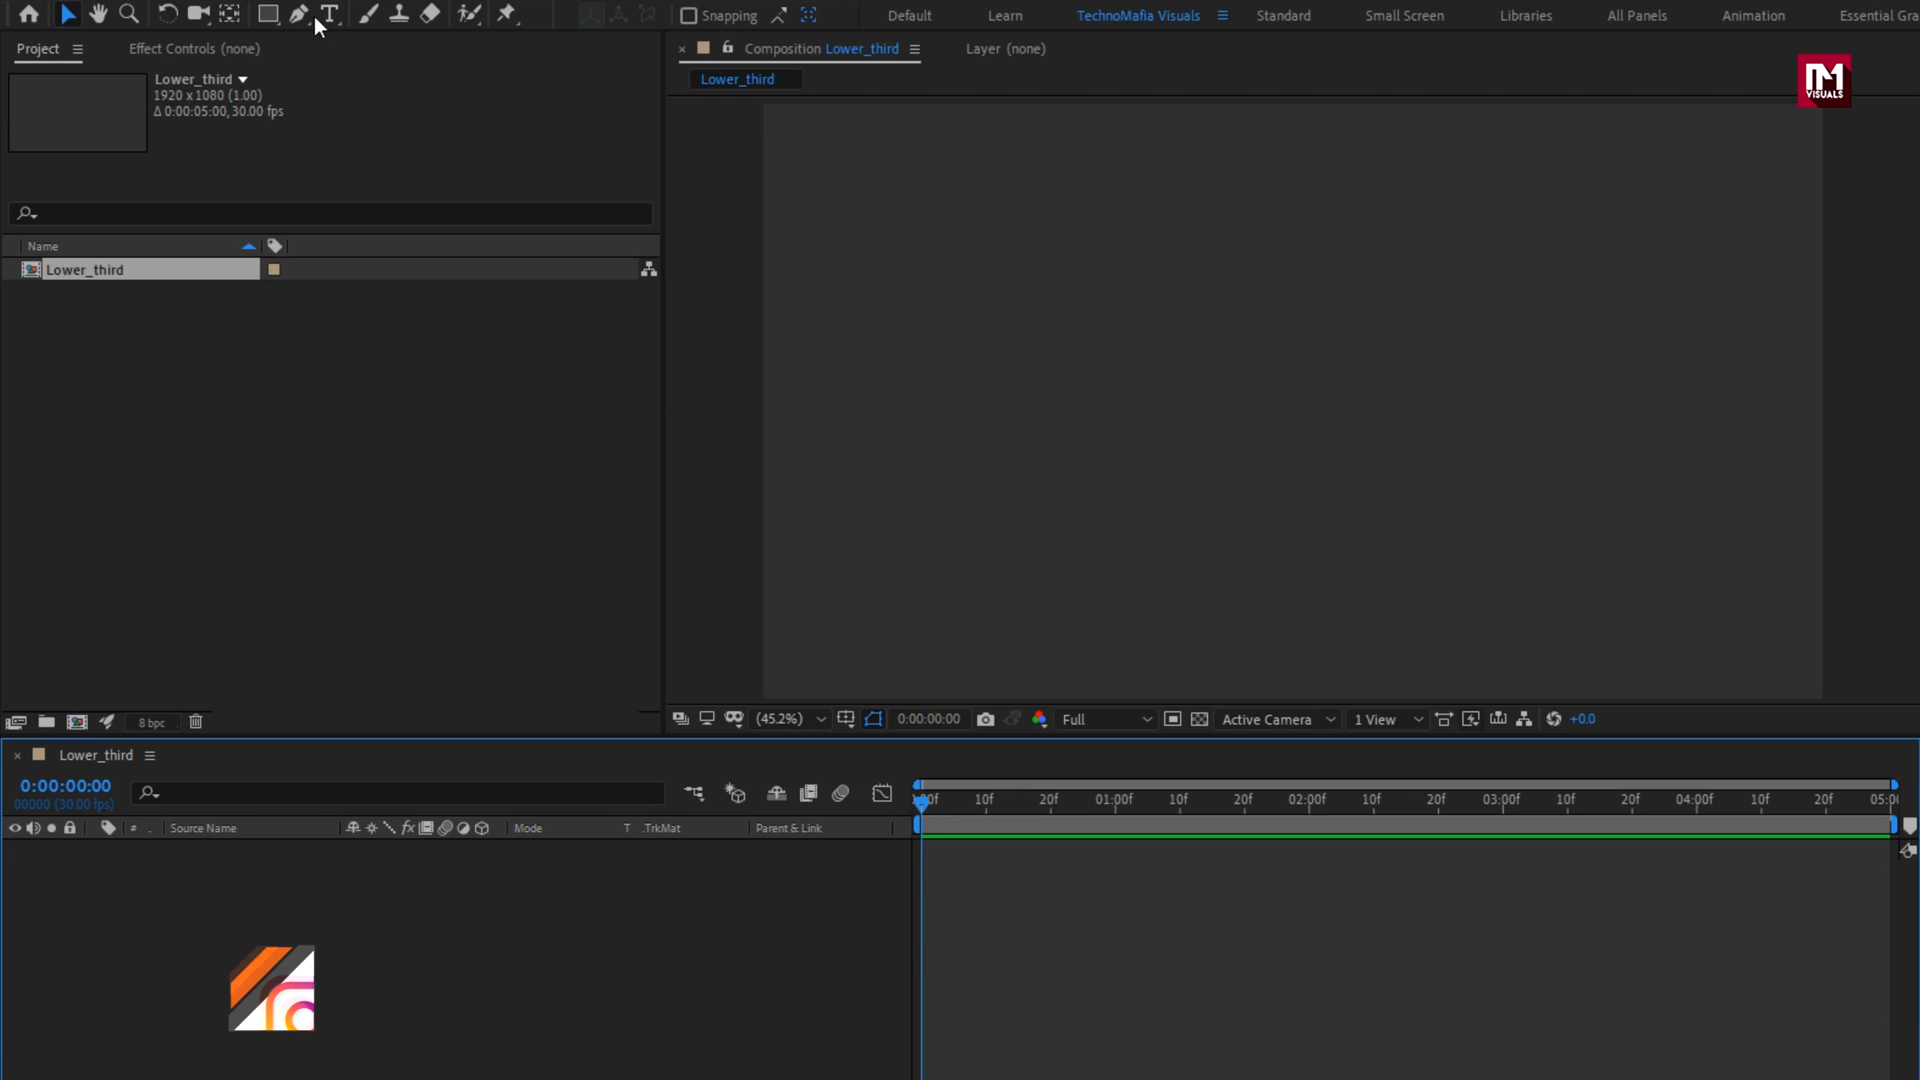 Snapping
Default
Learn
TechnoMafia Visuals
Standard
Small Screen
Libraries
All Panels
Animation
Essential Gra
Project
Effect Controls (none)
Composition Lower_third
Layer (none)
Lower_third
1920 x 1080 (1.00)
Δ 0:00:05:00, 30.00 fps
Lower_third
VISUALS
Name
Lower_third
8 bpc
(45.2%)
0:00:00:00
Full
Active Camera
1 View
+0.0
Lower_third
0:00:00:00
00000 (30.00 fps)
10f
20f
01:00f
10f
20f
02:00f
10f
20f
03:00f
10f
20f
04:00f
10f
20f
05:00
#
Source Name
Mode
T .TrkMat
Parent & Link